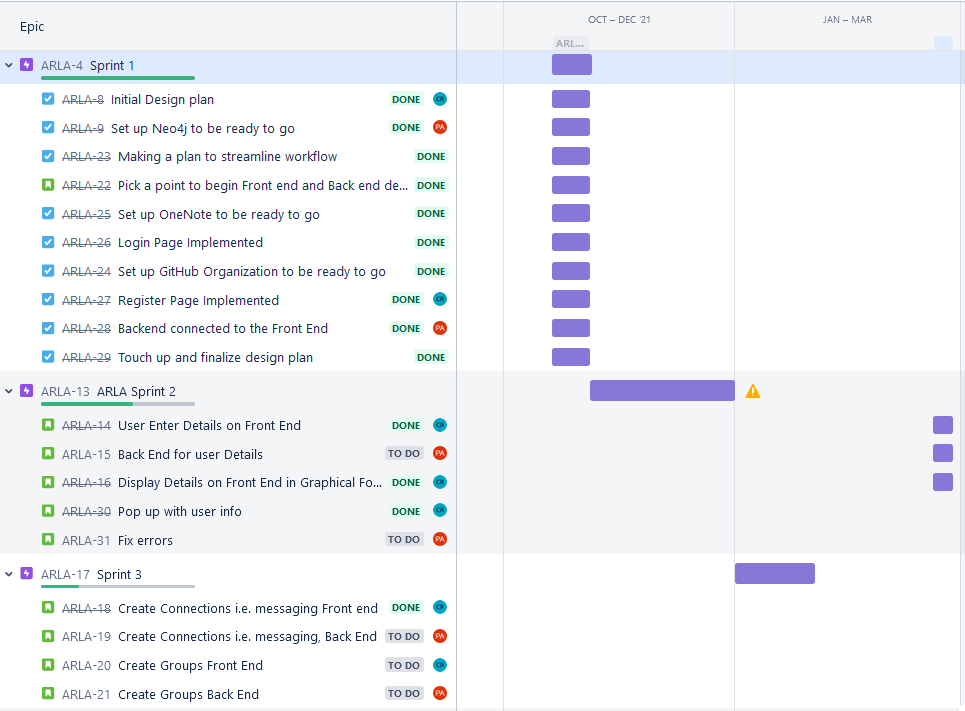 Epic
OCT – DEC '21
JAN – MAR
ARL...
ARLA-4 Sprint 1
ARLA-8 Initial Design plan DONE CR
ARLA-9 Set up Neo4j to be ready to go DONE PA
ARLA-23 Making a plan to streamline workflow DONE
ARLA-22 Pick a point to begin Front end and Back end de... DONE
ARLA-25 Set up OneNote to be ready to go DONE
ARLA-26 Login Page Implemented DONE
ARLA-24 Set up GitHub Organization to be ready to go DONE
ARLA-27 Register Page Implemented DONE CR
ARLA-28 Backend connected to the Front End DONE PA
ARLA-29 Touch up and finalize design plan DONE
ARLA-13 ARLA Sprint 2
ARLA-14 User Enter Details on Front End DONE CR
ARLA-15 Back End for user Details TO DO PA
ARLA-16 Display Details on Front End in Graphical Fo... DONE CR
ARLA-30 Pop up with user info DONE CR
ARLA-31 Fix errors TO DO PA
ARLA-17 Sprint 3
ARLA-18 Create Connections i.e. messaging Front end DONE CR
ARLA-19 Create Connections i.e. messaging, Back End TO DO PA
ARLA-20 Create Groups Front End TO DO CR
ARLA-21 Create Groups Back End TO DO PA